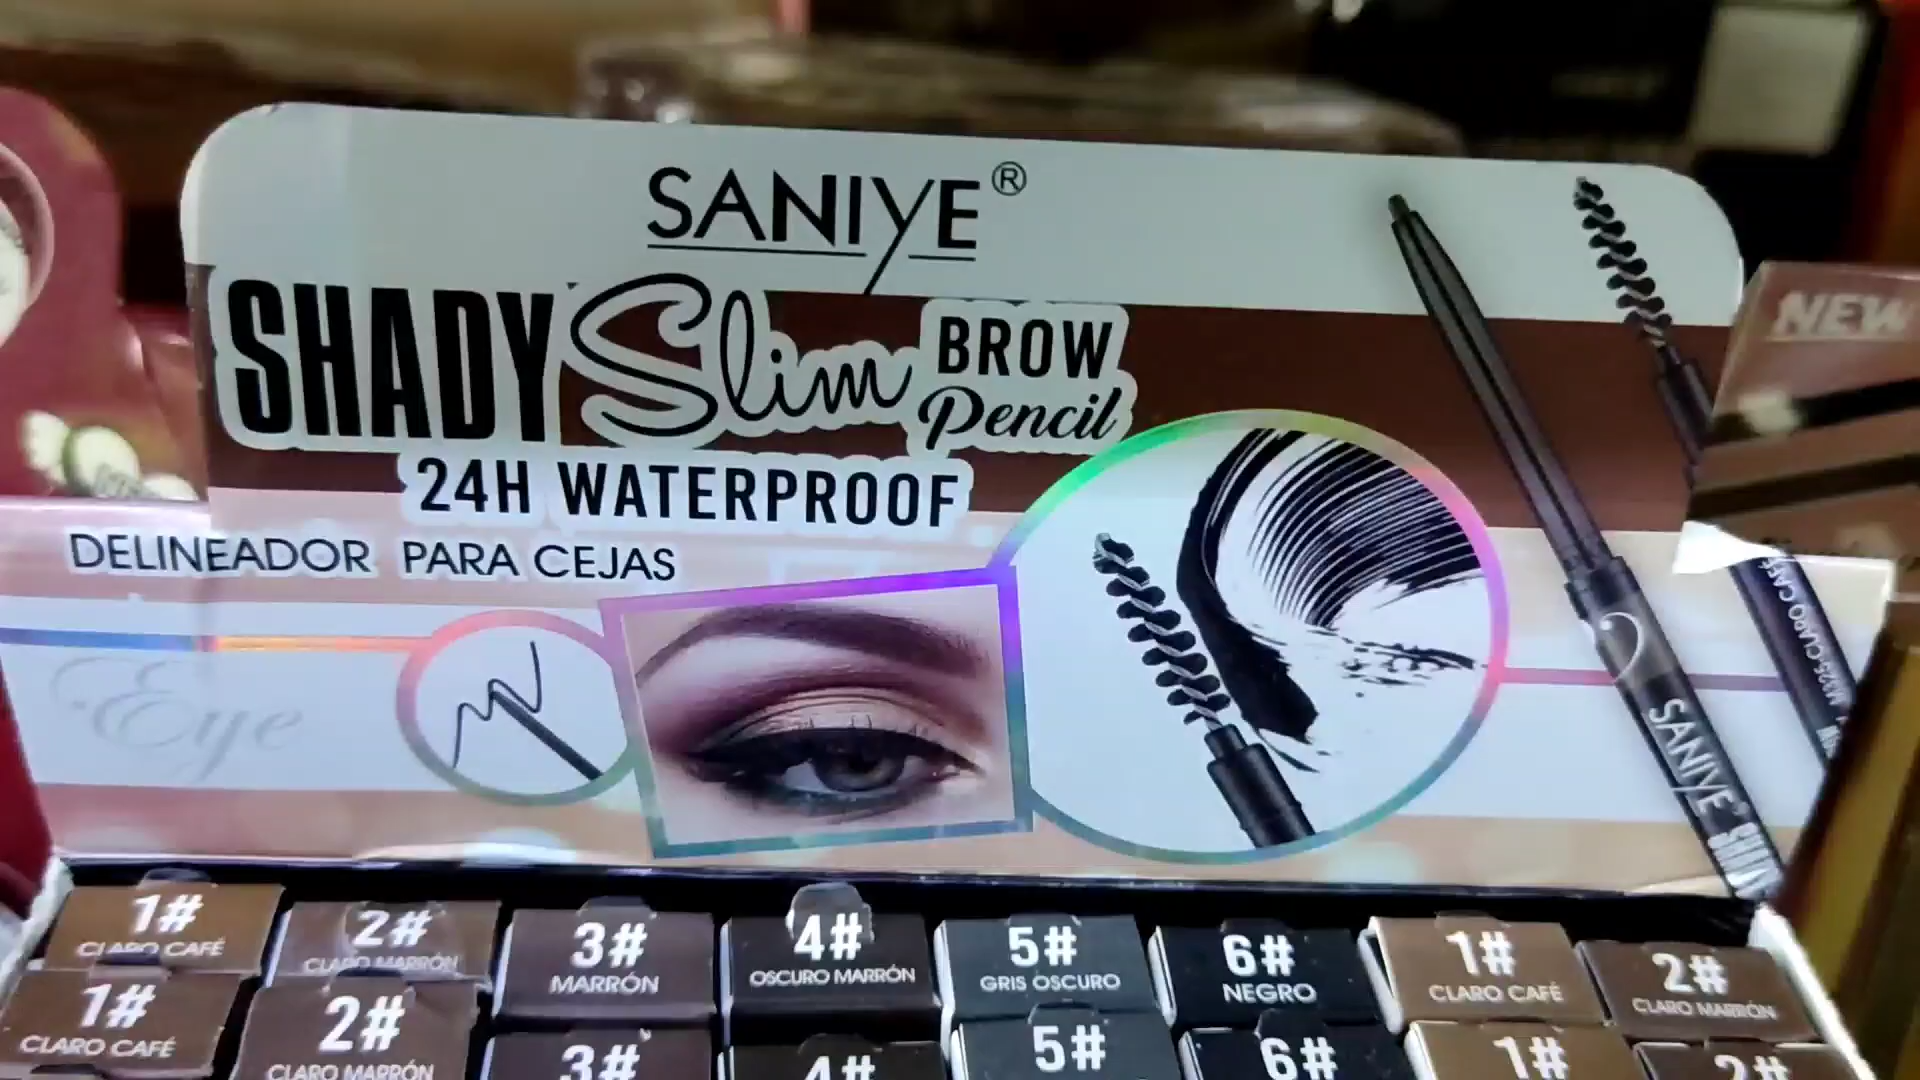 SANIYE®
SHADY Slim BROW Pencil
24H WATERPROOF
DELINEADOR PARA CEJAS
Eye
NEW
SANIYE
1# CLARO CAFÉ
2# CLARO MARRÓN
3# MARRÓN
4# OSCURO MARRÓN
5# GRIS OSCURO
6# NEGRO
1# CLARO CAFÉ
2# CLARO MARRÓN
1# CLARO CAFÉ
2# CLARO MARRÓN
3#
4#
5#
6#
1#
2#